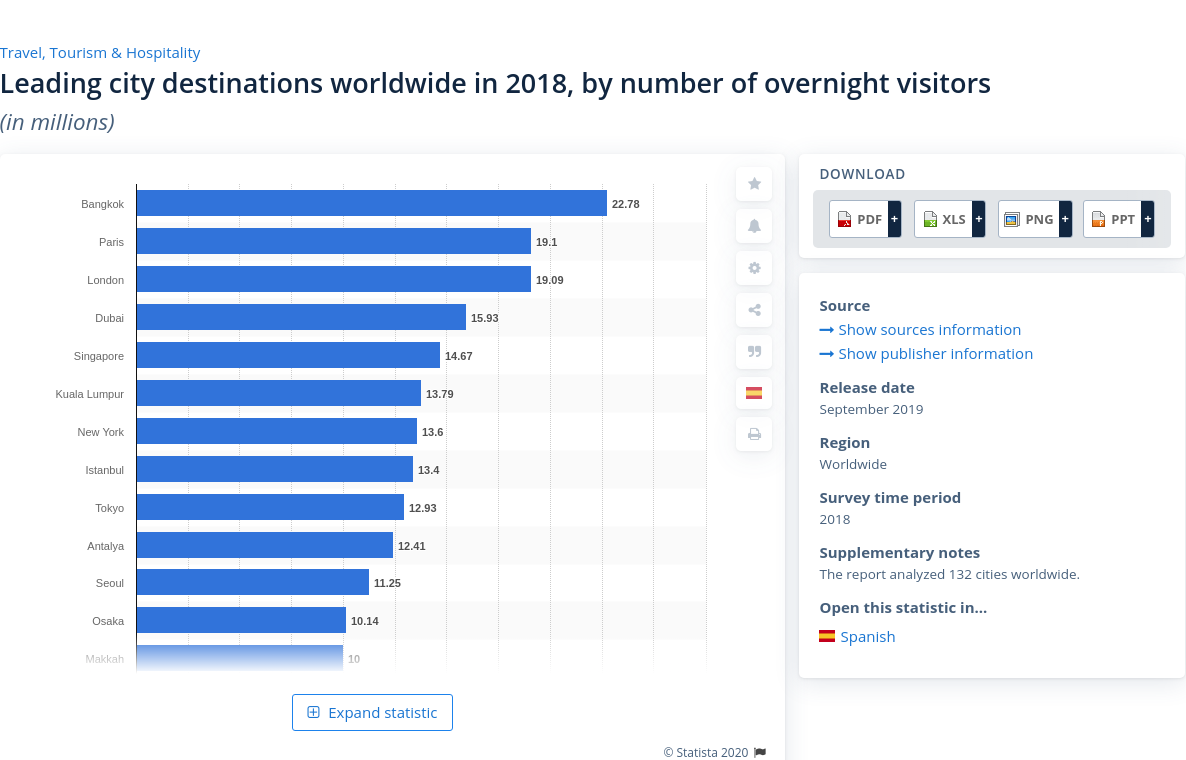 Travel, Tourism & Hospitality
Leading city destinations worldwide in 2018, by number of overnight visitors
(in millions)
Bangkok 22.78
Paris 19.1
London 19.09
Dubai 15.93
Singapore 14.67
Kuala Lumpur 13.79
New York 13.6
Istanbul 13.4
Tokyo 12.93
Antalya 12.41
Seoul 11.25
Osaka 10.14
Makkah 10
Expand statistic
© Statista 2020
DOWNLOAD
PDF + XLS + PNG + PPT +
Source
Show sources information
Show publisher information
Release date
September 2019
Region
Worldwide
Survey time period
2018
Supplementary notes
The report analyzed 132 cities worldwide.
Open this statistic in...
Spanish